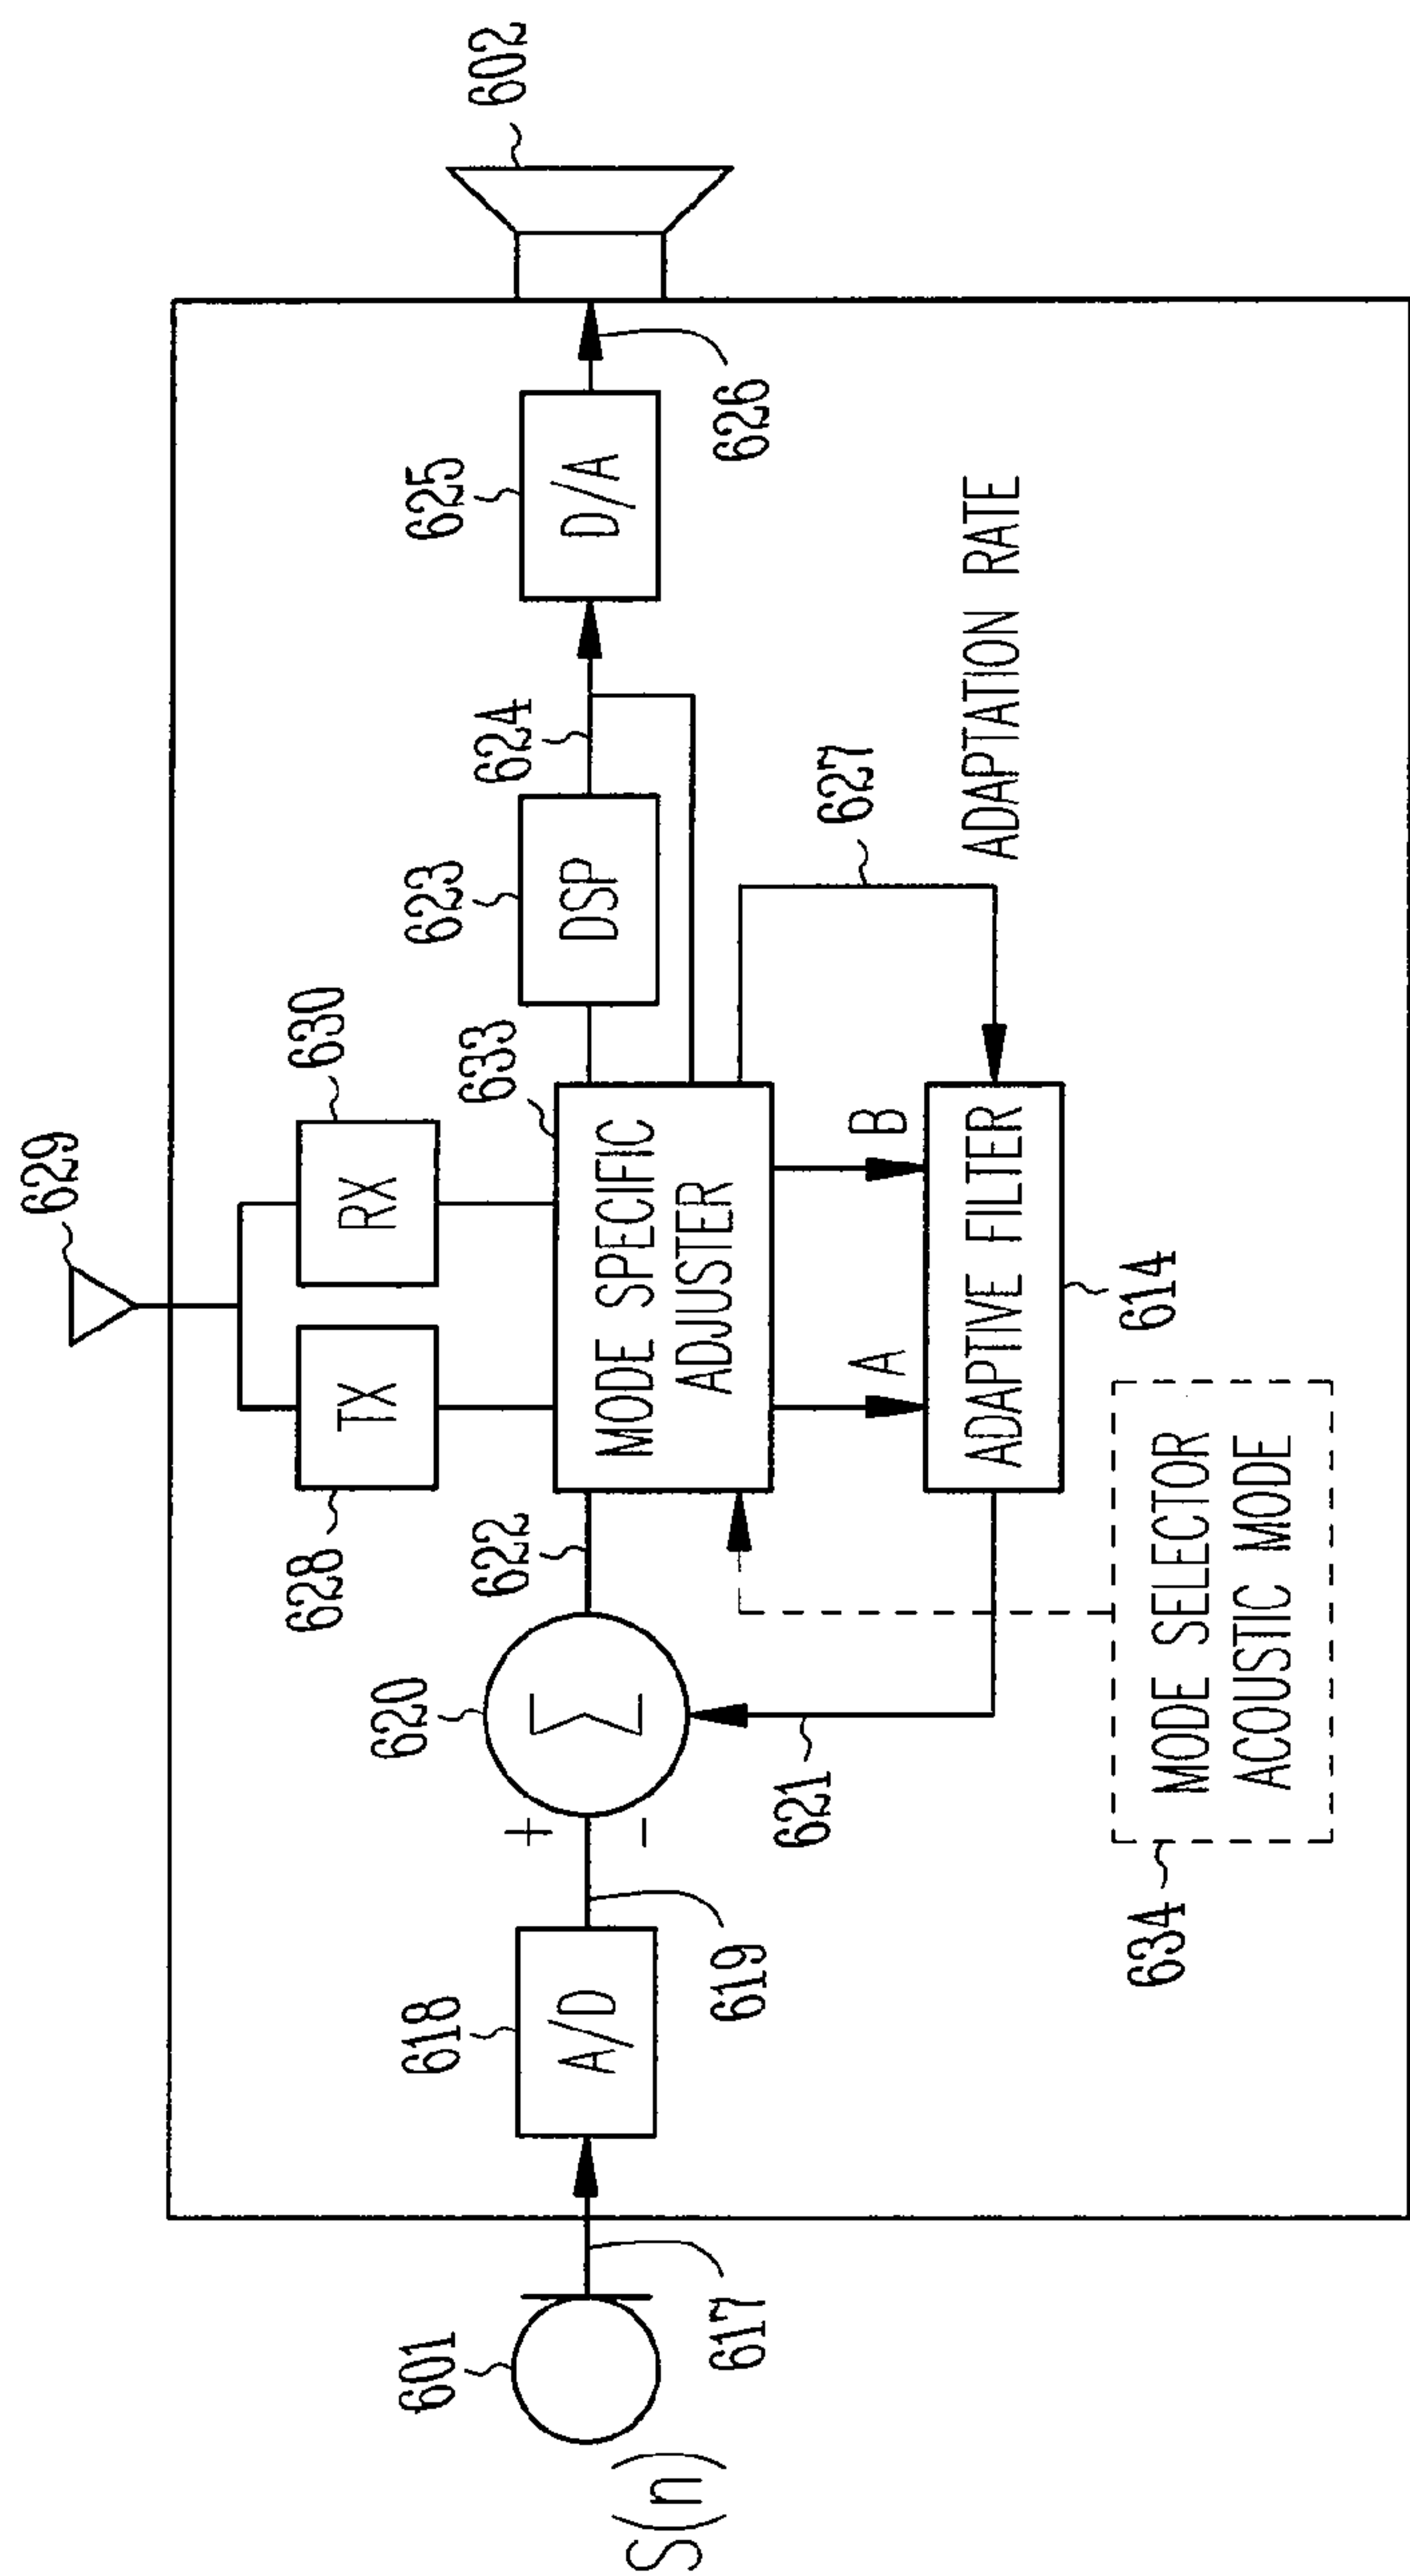 629
628
TX
RX
630
602
601
S(n)
617
618
A/D
619
620
+
Σ
−
621
622
633
MODE SPECIFIC
ADJUSTER
623
DSP
624
625
D/A
626
A
B
627
ADAPTATION RATE
ADAPTIVE FILTER
614
634
MODE SELECTOR
ACOUSTIC MODE